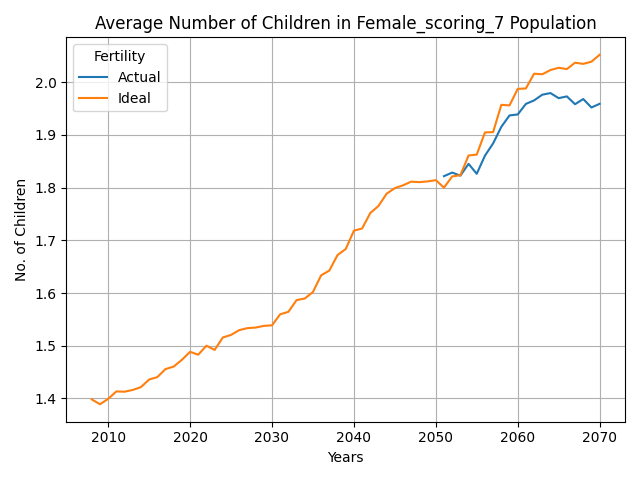 Average Number of Children in Female_scoring_7 Population
Fertility
Actual
Ideal
No. of Children
2.0
1.9
1.8
1.7
1.6
1.5
1.4
2010 2020 2030 2040 2050 2060 2070
Years